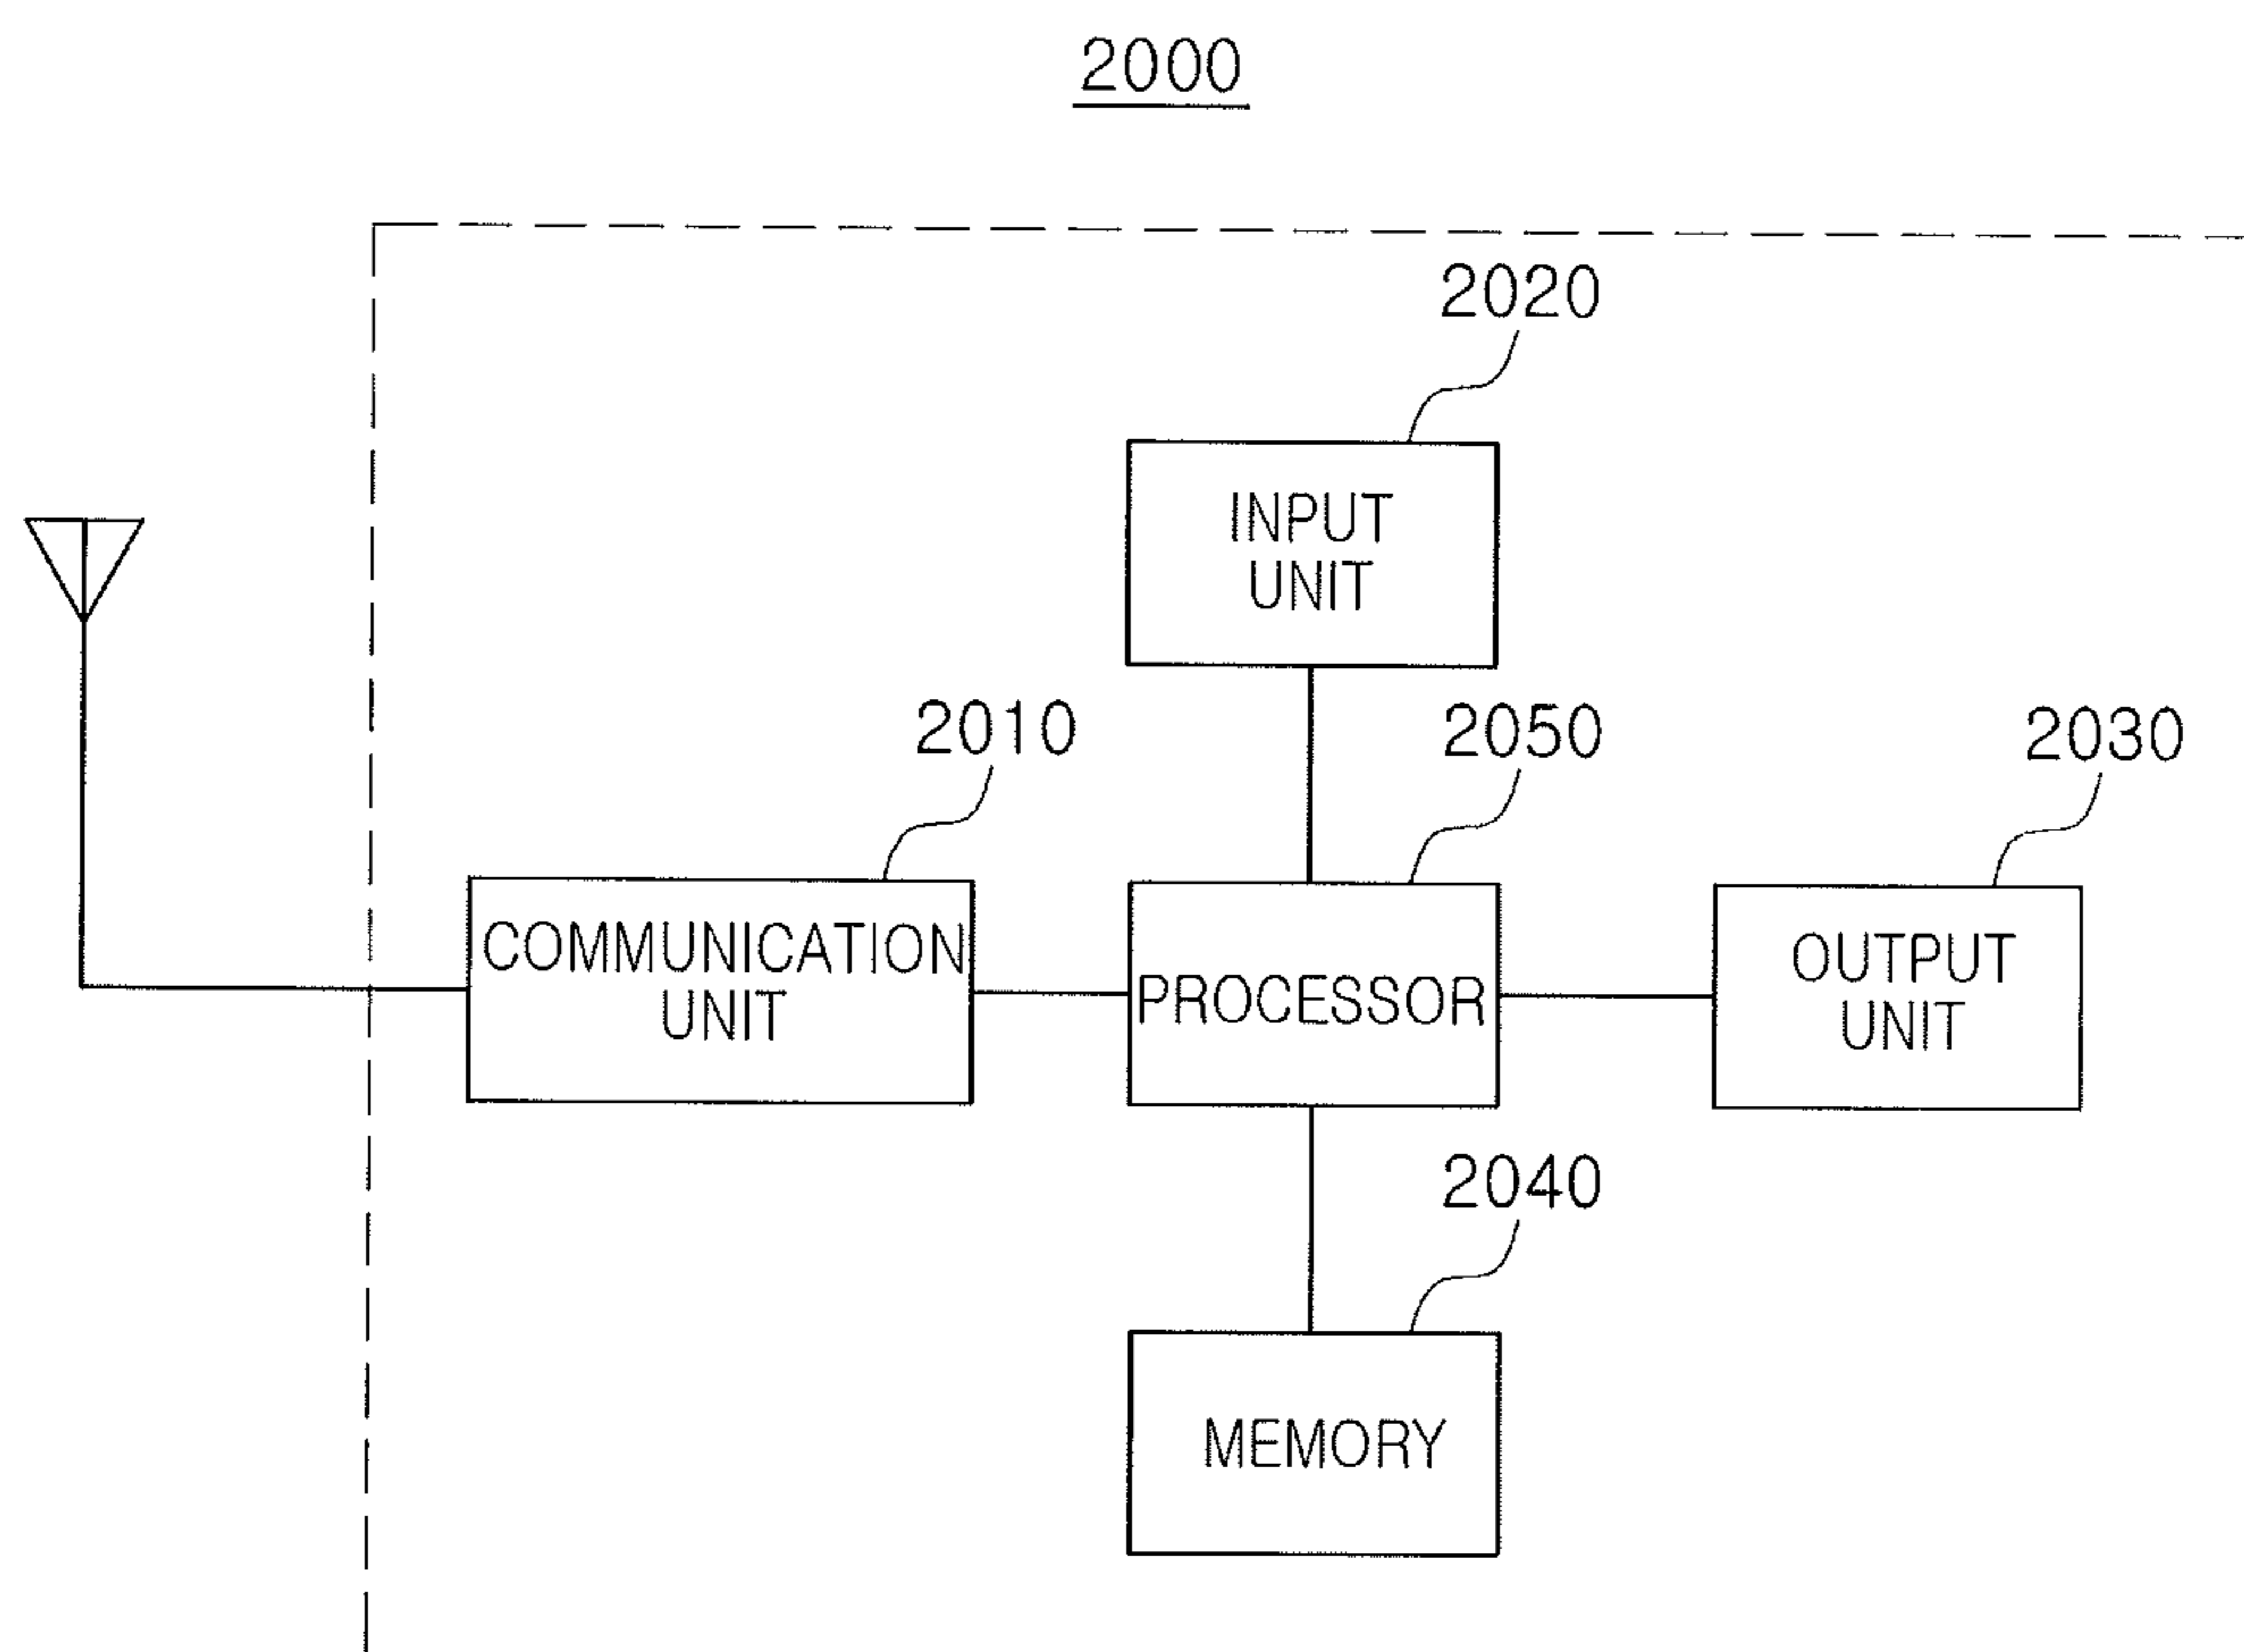 2000
2020
INPUT
UNIT
2010
2050
2030
COMMUNICATION
UNIT
PROCESSOR
OUTPUT
UNIT
2040
MEMORY